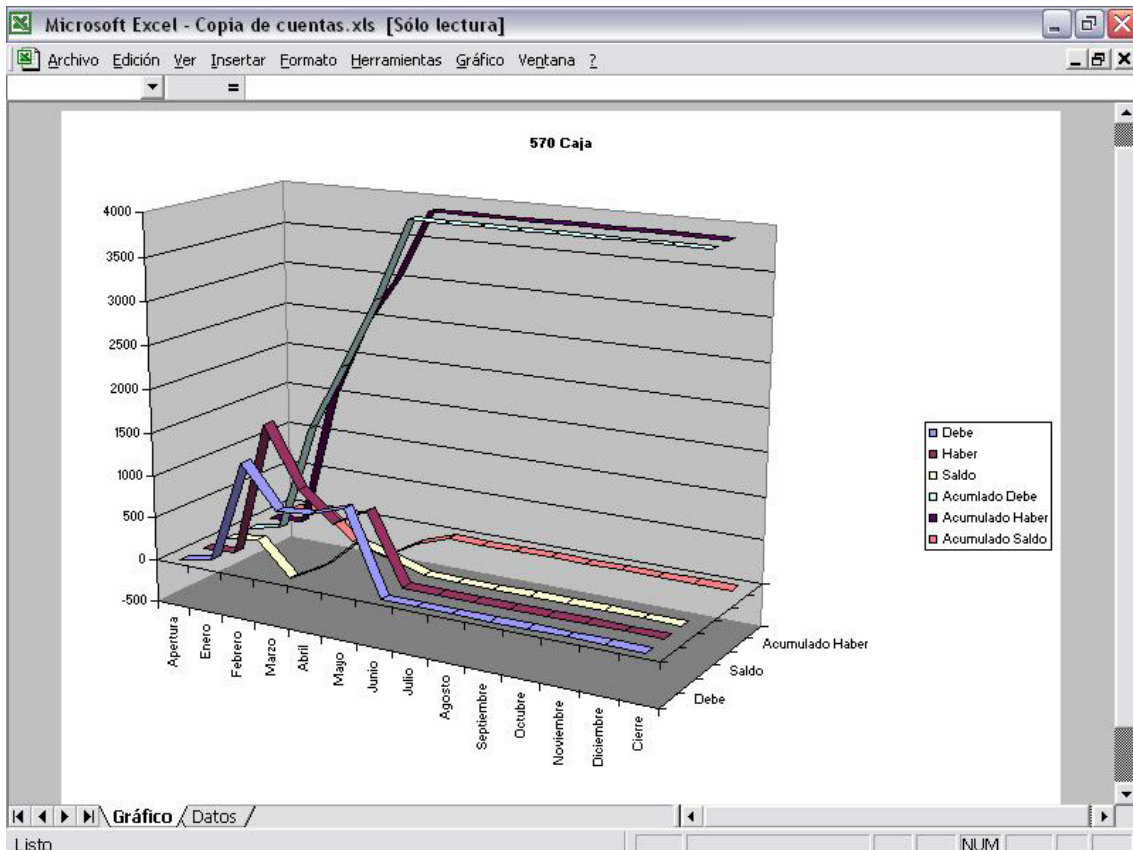 Microsoft Excel - Copia de cuentas.xls [Sólo lectura]
Archivo Edición Ver Insertar Formato Herramientas Gráfico Ventana ?
=
570 Caja
4000
3500
3000
2500
2000
1500
1000
500
0
-500
Apertura
Enero
Febrero
Marzo
Abril
Mayo
Junio
Julio
Agosto
Septiembre
Octubre
Noviembre
Diciembre
Cierre
Debe
Saldo
Acumulado Haber
Debe
Haber
Saldo
Acumlado Debe
Acumulado Haber
Acumulado Saldo
Gráfico Datos
Listo NUM